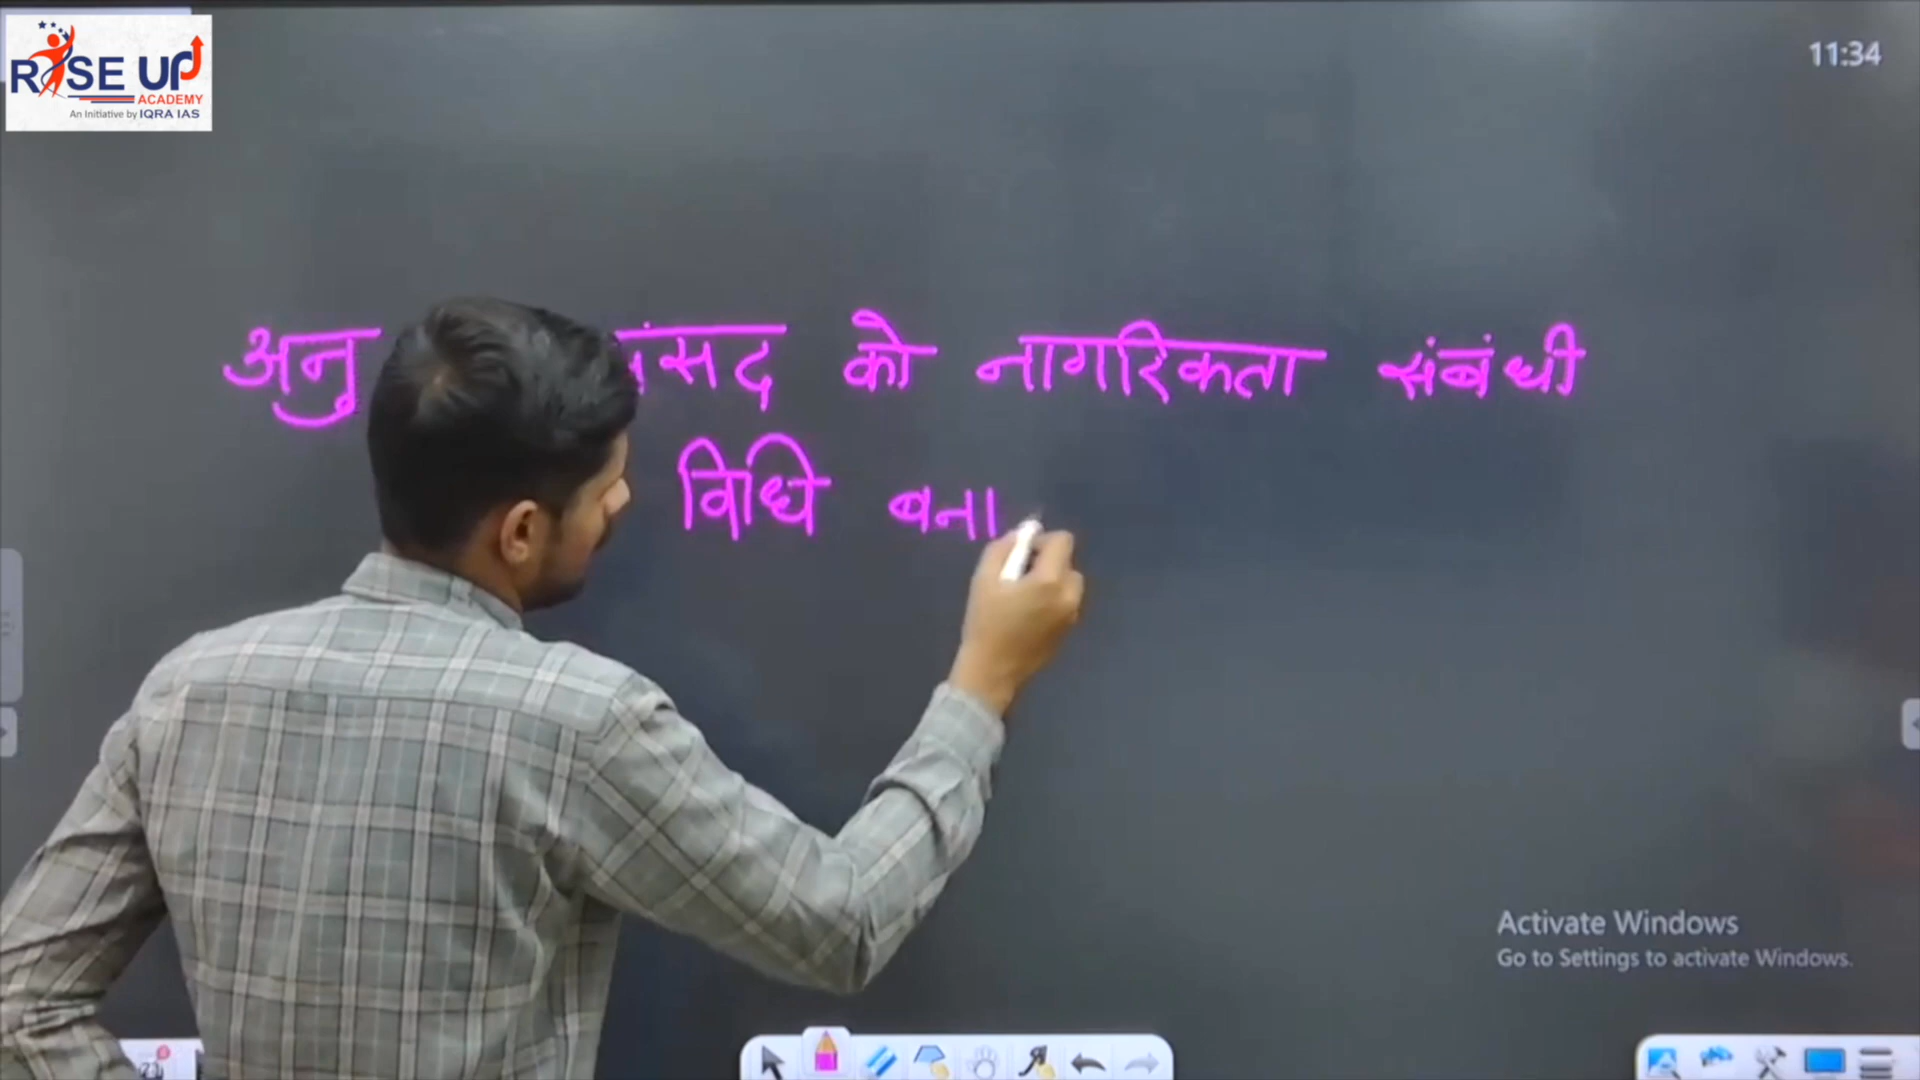 RISE UP
ACADEMY
An Initiative by IQRA IAS
11:34
अनु संसद को नागरिकता संबंधी
विधि बना
Activate Windows
Go to Settings to activate Windows.